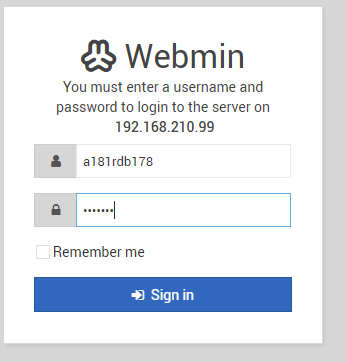 Webmin
You must enter a username and
password to login to the server on
192.168.210.99
a181rdb178
•••••••
Remember me
Sign in